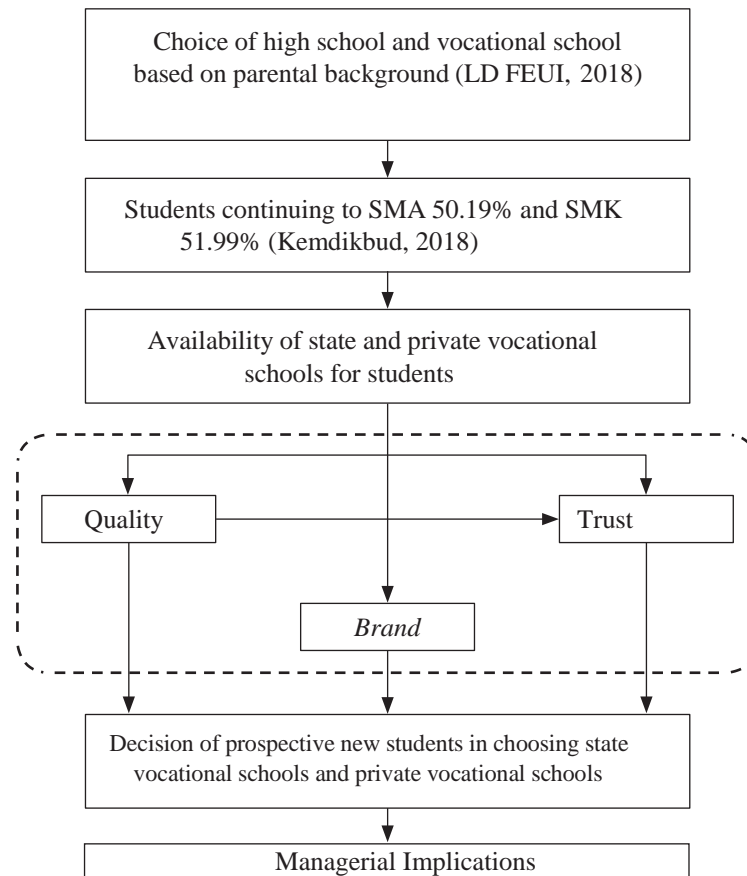 Choice of high school and vocational school
based on parental background (LD FEUI, 2018)
Students continuing to SMA 50.19% and SMK
51.99% (Kemdikbud, 2018)
Availability of state and private vocational
schools for students
Quality
Trust
Brand
Decision of prospective new students in choosing state
vocational schools and private vocational schools
Managerial Implications